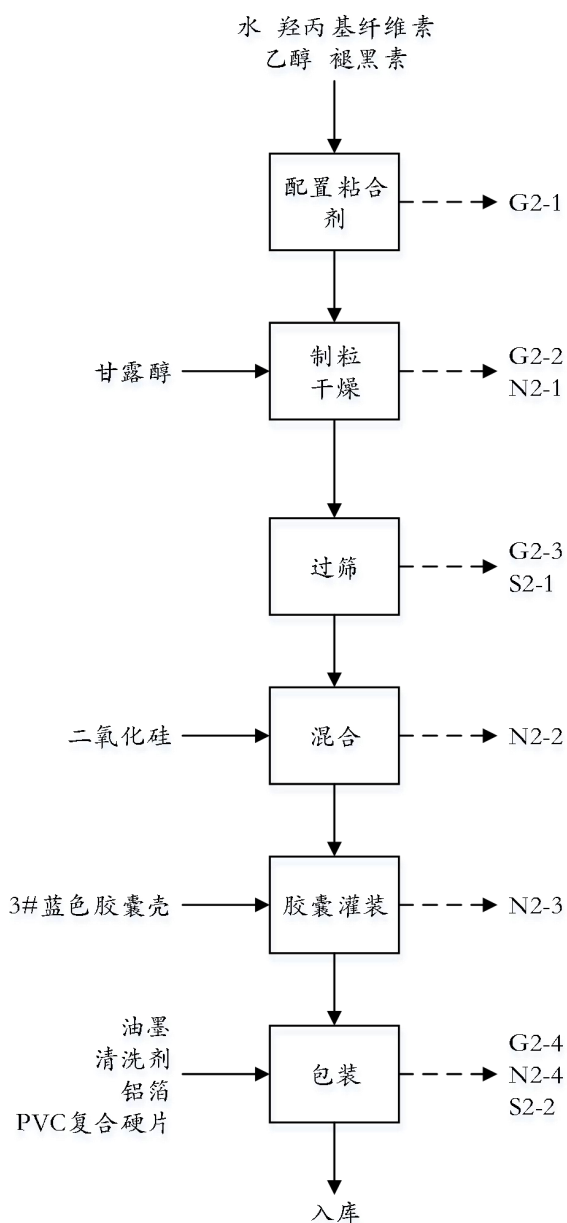 水 羟丙基纤维素
乙醇 褪黑素
配置粘合
剂
G2-1
甘露醇
制粒
干燥
G2-2
N2-1
过筛
G2-3
S2-1
二氧化硅
混合
N2-2
3#蓝色胶囊壳
胶囊灌装
N2-3
油墨
清洗剂
铝箔
PVC复合硬片
包装
G2-4
N2-4
S2-2
入库